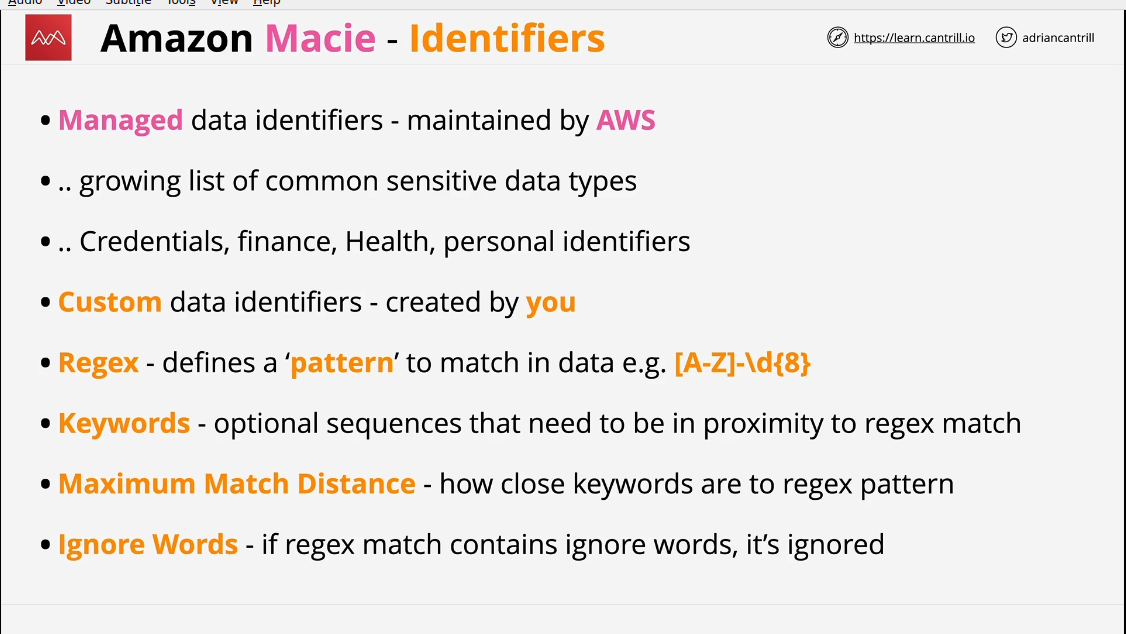 Audio Video Subtitle Tools View Help
Amazon Macie - Identifiers
https://learn.cantrill.io adriancantrill
• Managed data identifiers - maintained by AWS
• .. growing list of common sensitive data types
• .. Credentials, finance, Health, personal identifiers
• Custom data identifiers - created by you
• Regex - defines a ‘pattern’ to match in data e.g. [A-Z]-\d{8}
• Keywords - optional sequences that need to be in proximity to regex match
• Maximum Match Distance - how close keywords are to regex pattern
• Ignore Words - if regex match contains ignore words, it’s ignored